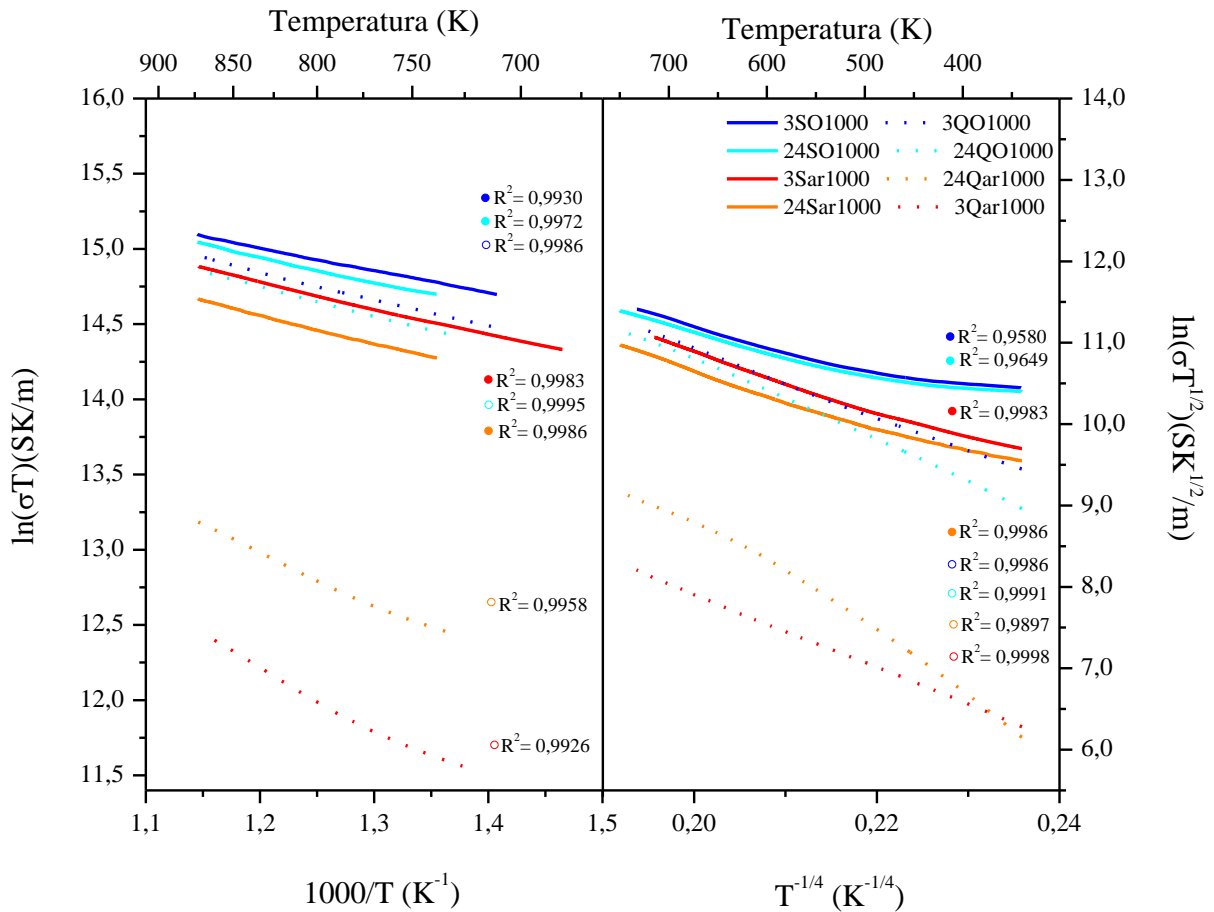 Temperatura (K)
900 850 800 750 700
16,0
15,5
15,0
14,5
14,0
13,5
13,0
12,5
12,0
11,5
ln(σT)(SK/m)
R²= 0,9930
R²= 0,9972
R²= 0,9986
R²= 0,9983
R²= 0,9995
R²= 0,9986
R²= 0,9958
R²= 0,9926
1,1 1,2 1,3 1,4 1,5
1000/T (K⁻¹)
Temperatura (K)
700 600 500 400
3SO1000 3QO1000
24SO1000 24QO1000
3Sar1000 24Qar1000
24Sar1000 3Qar1000
R²= 0,9580
R²= 0,9649
R²= 0,9983
R²= 0,9986
R²= 0,9986
R²= 0,9991
R²= 0,9897
R²= 0,9998
14,0
13,0
12,0
11,0
10,0
9,0
8,0
7,0
6,0
ln(σT^1/2)(SK^1/2/m)
0,20 0,22 0,24
T^-1/4 (K^-1/4)